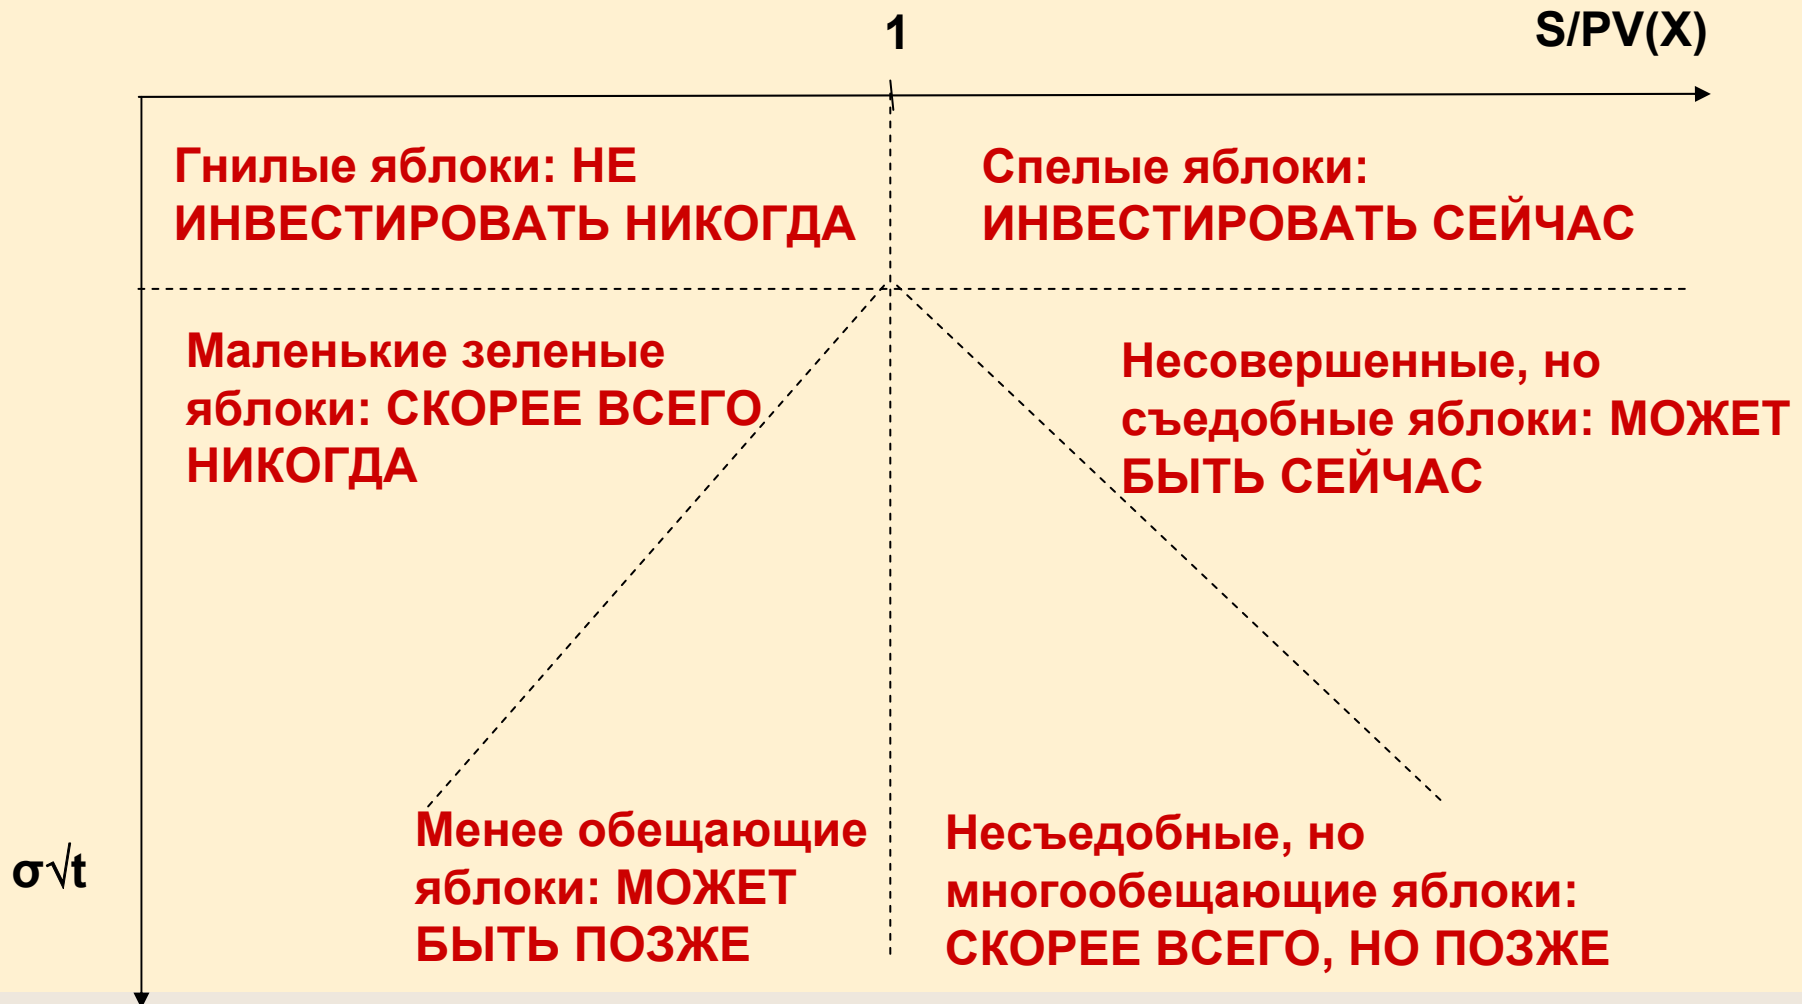 1
S/PV(X)
Гнилые яблоки: НЕ
ИНВЕСТИРОВАТЬ НИКОГДА
Спелые яблоки:
ИНВЕСТИРОВАТЬ СЕЙЧАС
Маленькие зеленые
яблоки: СКОРЕЕ ВСЕГО
НИКОГДА
Несовершенные, но
съедобные яблоки: МОЖЕТ
БЫТЬ СЕЙЧАС
Менее обещающие
яблоки: МОЖЕТ
БЫТЬ ПОЗЖЕ
Несъедобные, но
многообещающие яблоки:
СКОРЕЕ ВСЕГО, НО ПОЗЖЕ
σ√t